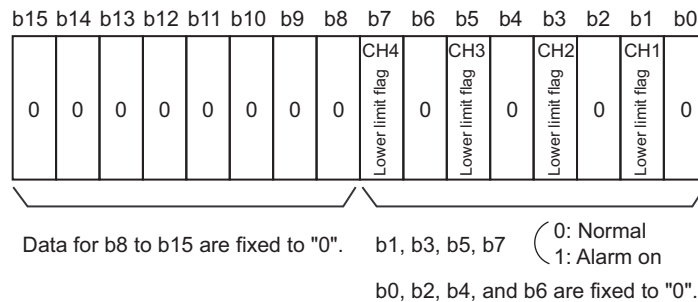 b15 b14 b13 b12 b11 b10 b9 b8 b7 b6 b5 b4 b3 b2 b1 b0
CH4 CH3 CH2 CH1
0 0 0 0 0 0 0 0 Lower limit flag 0 Lower limit flag 0 Lower limit flag 0 Lower limit flag 0
Data for b8 to b15 are fixed to "0".
b1, b3, b5, b7
0: Normal
1: Alarm on
b0, b2, b4, and b6 are fixed to "0".